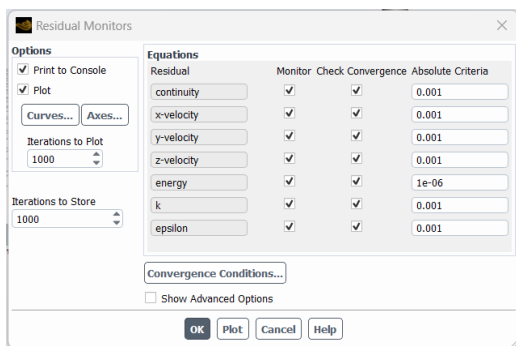 Residual Monitors
Options
Print to Console
Plot
Curves... Axes...
Iterations to Plot
1000
Iterations to Store
1000
Equations
Residual Monitor Check Convergence Absolute Criteria
continuity 0.001
x-velocity 0.001
y-velocity 0.001
z-velocity 0.001
energy 1e-06
k 0.001
epsilon 0.001
Convergence Conditions...
Show Advanced Options
OK Plot Cancel Help